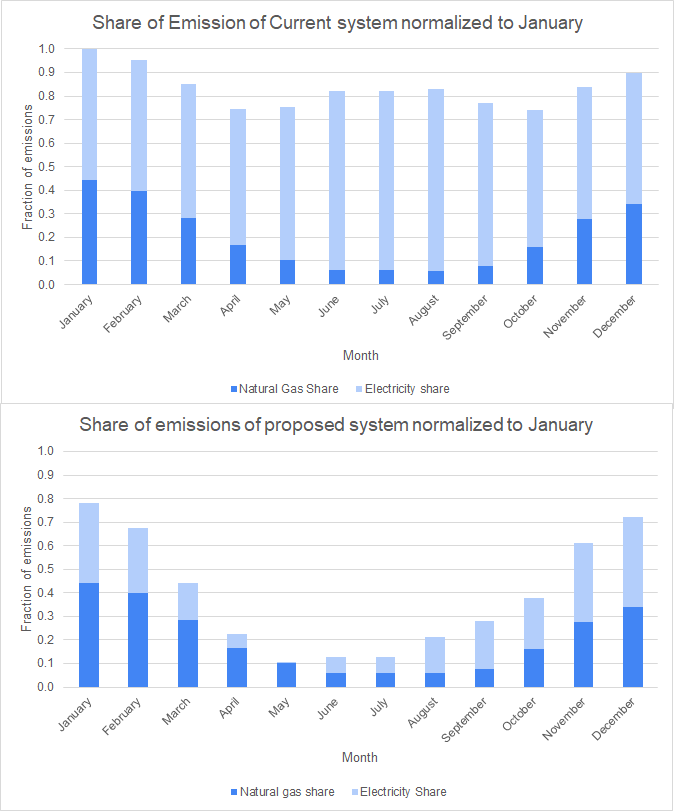 Share of Emission of Current system normalized to January
1.0
0.9
0.8
0.7
0.6
0.5
0.4
0.3
0.2
0.1
0.0
Fraction of emissions
January February March April May June July August September October November December
Month
Natural Gas Share Electricity share
Share of emissions of proposed system normalized to January
1.0
0.9
0.8
0.7
0.6
0.5
0.4
0.3
0.2
0.1
0.0
Fraction of emissions
January February March April May June July August September October November December
Month
Natural gas share Electricity Share